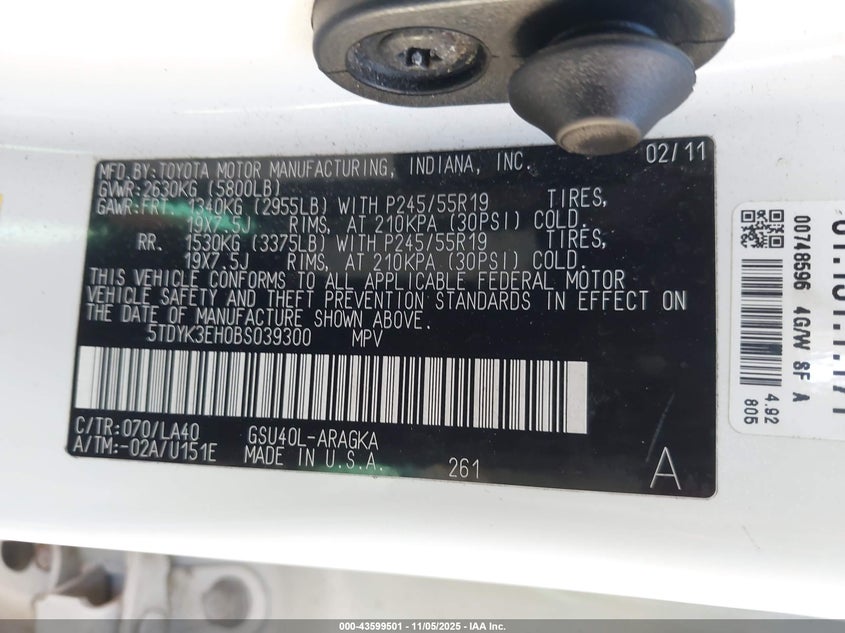 MFD.BY:TOYOTA MOTOR MANUFACTURING, INDIANA, INC. 02/11
GVWR:2630KG (5800LB)
GAWR:FRT. 1340KG (2955LB) WITH P245/55R19 TIRES,
19X7.5J RIMS, AT 210KPA (30PSI) COLD.
RR. 1530KG (3375LB) WITH P245/55R19 TIRES,
19X7.5J RIMS, AT 210KPA (30PSI) COLD.
THIS VEHICLE CONFORMS TO ALL APPLICABLE FEDERAL MOTOR
VEHICLE SAFETY AND THEFT PREVENTION STANDARDS IN EFFECT ON
THE DATE OF MANUFACTURE SHOWN ABOVE.
5TDYK3EH0BS039300 MPV
C/TR:070/LA40 GSU40L-ARAGKA
A/TM:-02A/U151E MADE IN U.S.A. 261 A
00748596 4G/W SF A
4.92
805
000-43599501 | 11/05/2025 - IAA Inc.